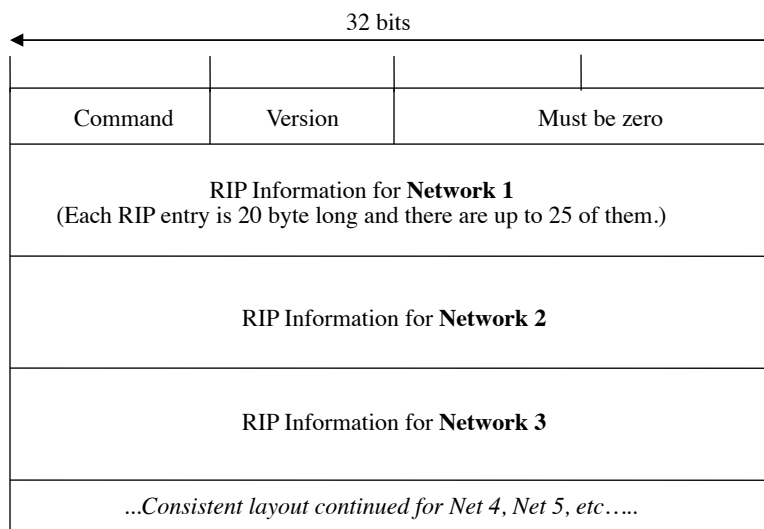 32 bits
Command Version Must be zero
RIP Information for Network 1
(Each RIP entry is 20 byte long and there are up to 25 of them.)
RIP Information for Network 2
RIP Information for Network 3
...Consistent layout continued for Net 4, Net 5, etc…..